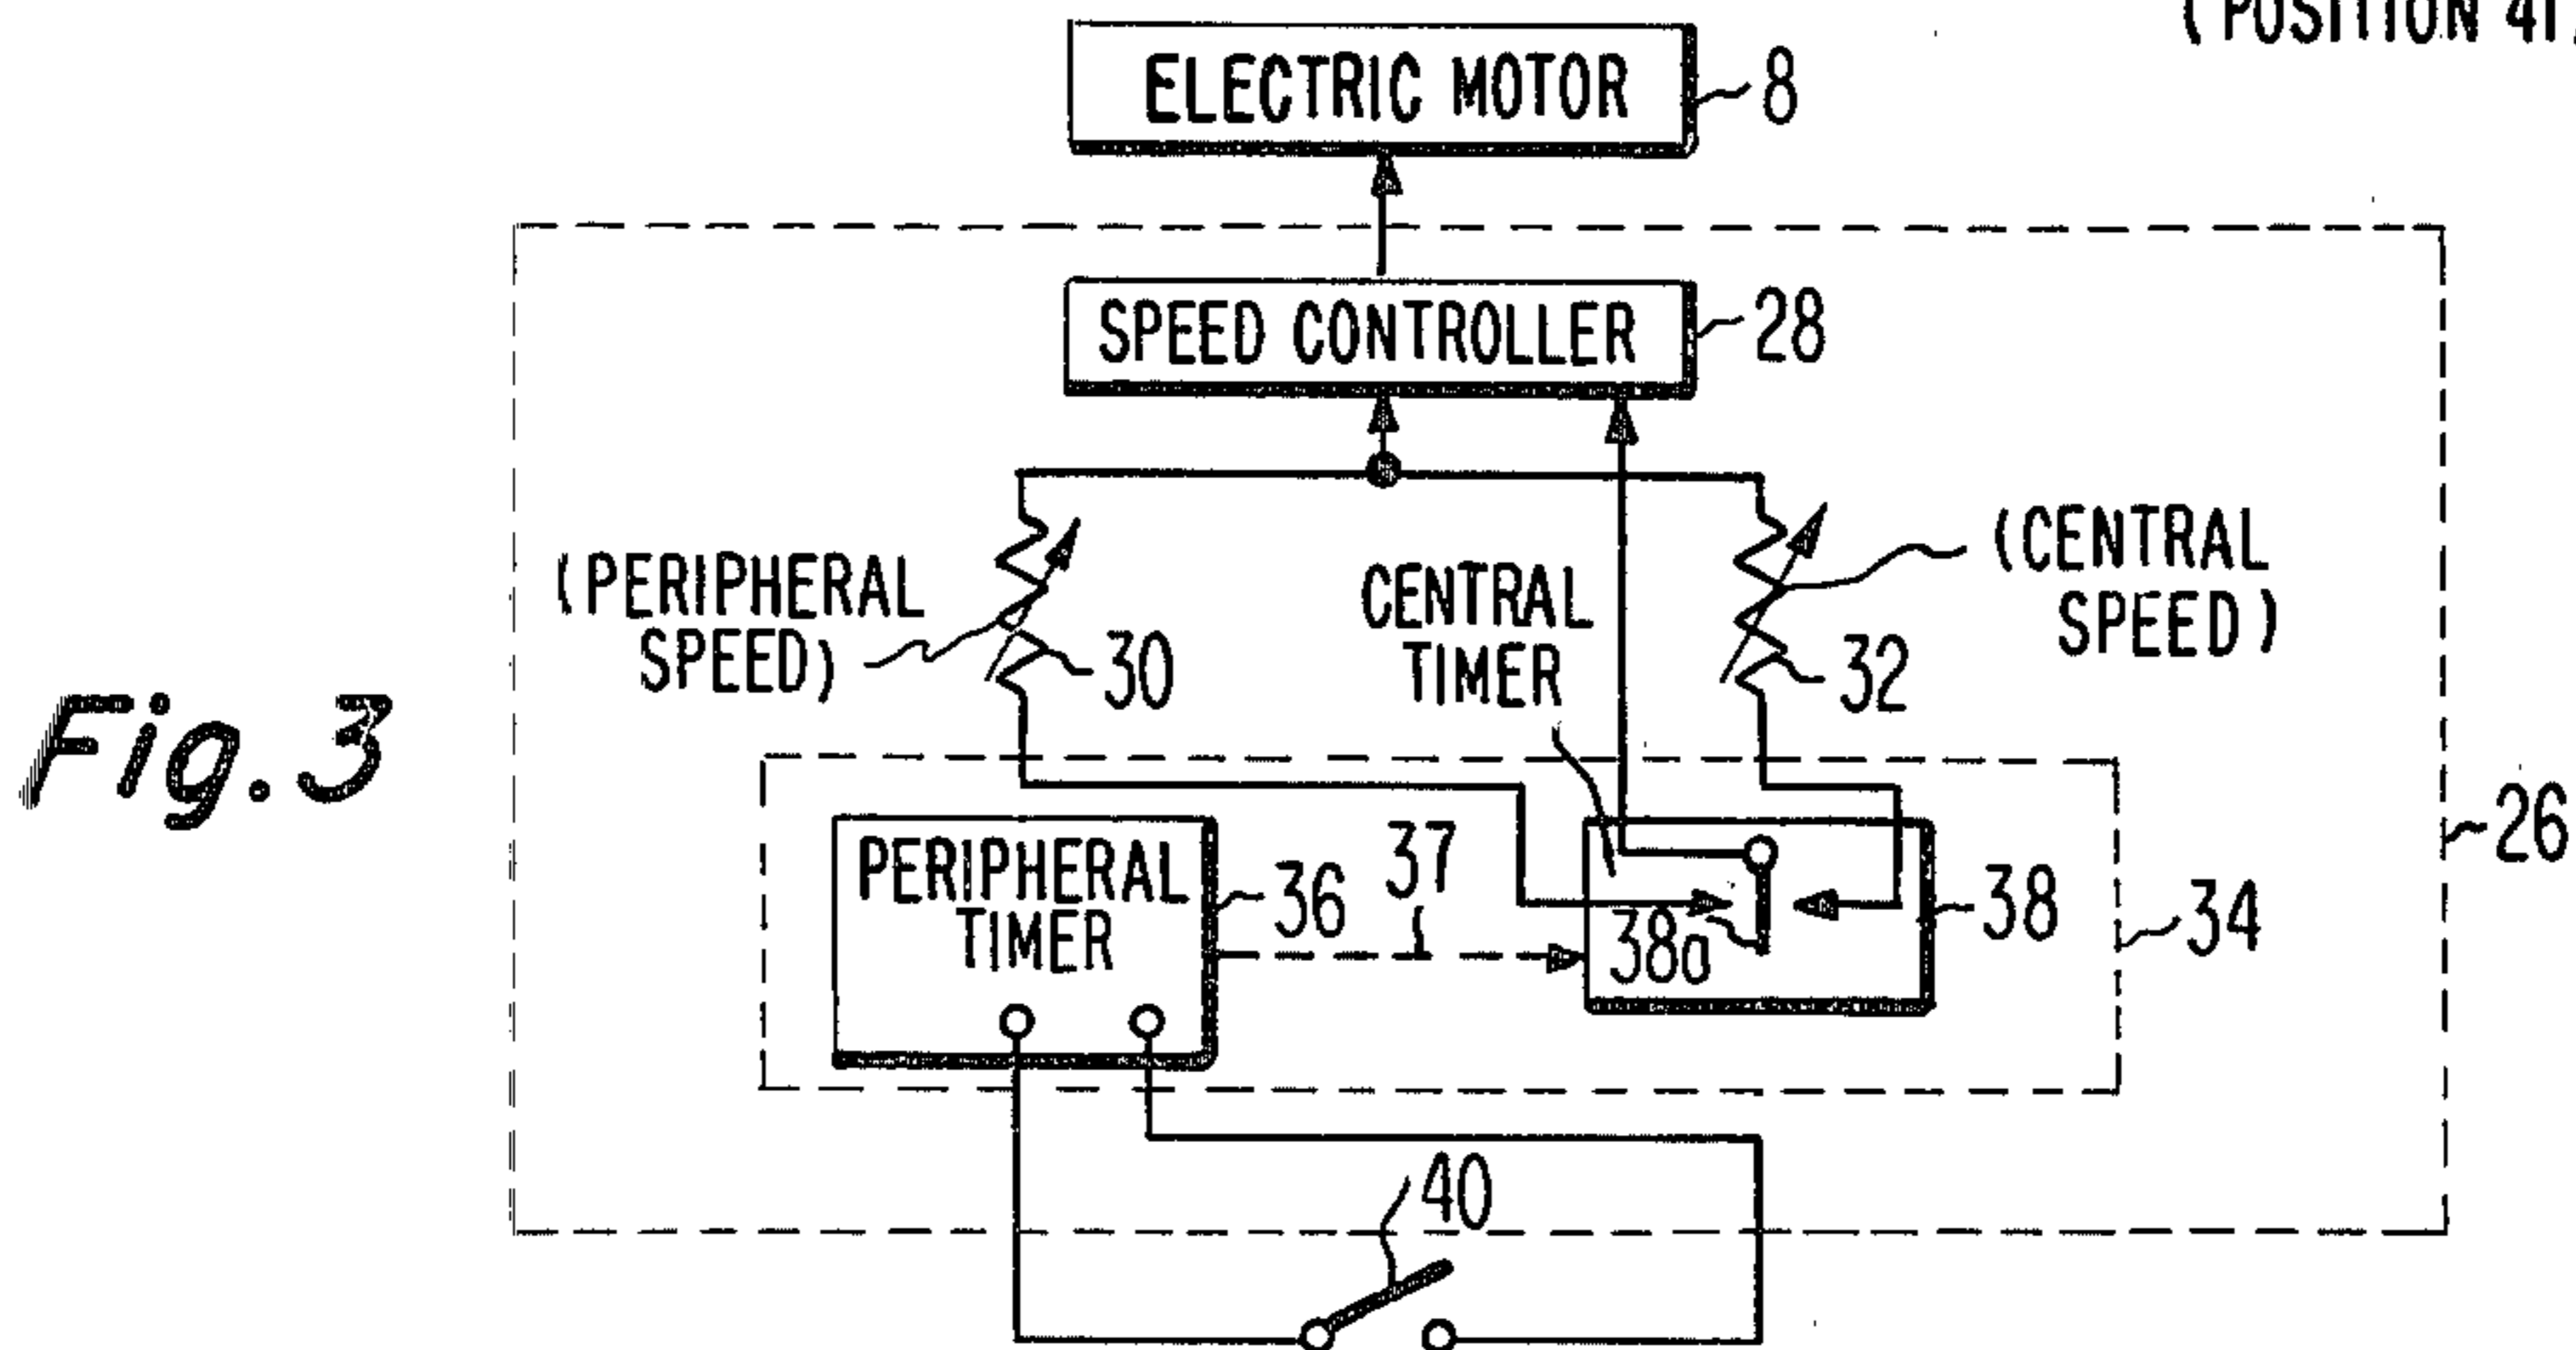 (POSITION 41
ELECTRIC MOTOR
8
SPEED CONTROLLER
28
(PERIPHERAL
SPEED)
30
CENTRAL
TIMER
(CENTRAL
SPEED)
32
Fig. 3
PERIPHERAL
TIMER
36
37
38a
38
34
26
40